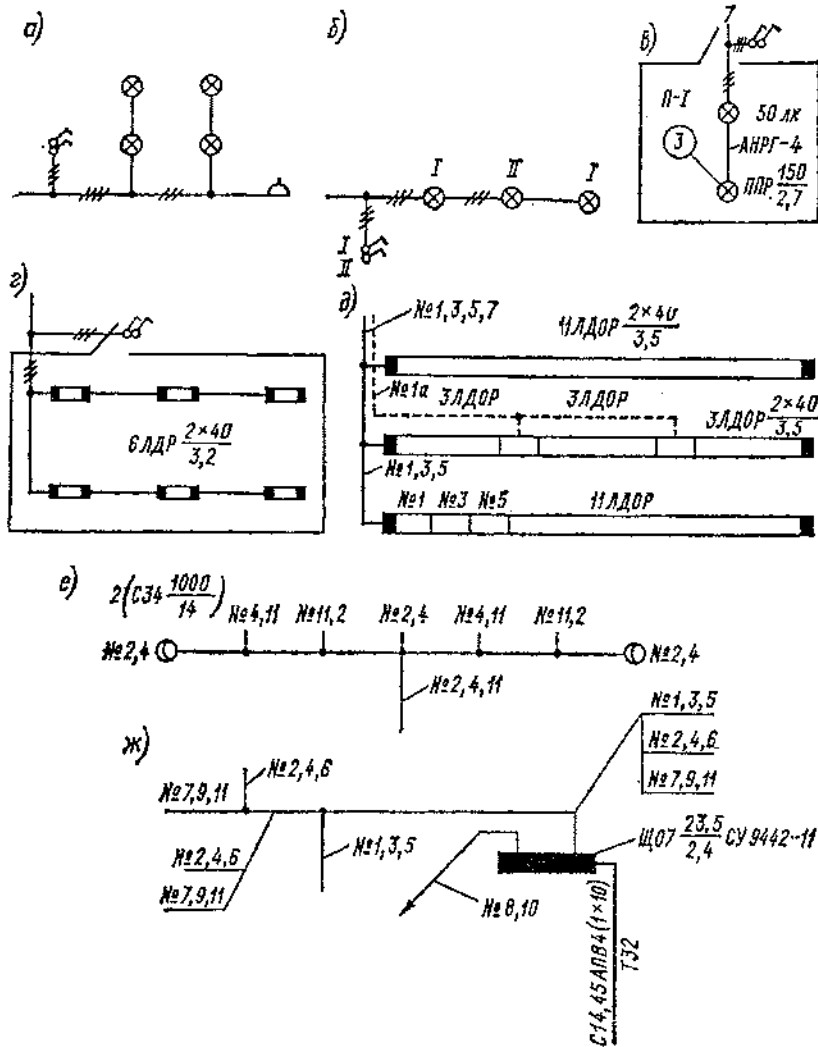 а)
б)
в)
7
П-I
50 лк
3
АНРГ-4
ППР 150/2,7
I
II
I
I
II
г)
6 ЛДР 2×40/3,2
д)
№1,3,5,7
11ЛДОР 2×40/3,5
№1а
3ЛДОР
3ЛДОР
3ЛДОР 2×40/3,5
№1,3,5
№1
№3
№5
11ЛДОР
е)
2(СЗ4 1000/14)
№4,11
№11,2
№2,4
№4,11
№11,2
№2,4
№2,4
№2,4,11
ж)
№1,3,5
№2,4,6
№7,9,11
№2,4,6
№7,9,11
№1,3,5
№2,4,6
№7,9,11
№8,10
ЩО7 23,5/2,4 СУ 9442-11
С14,45 АПВ4(1×10)
Т32